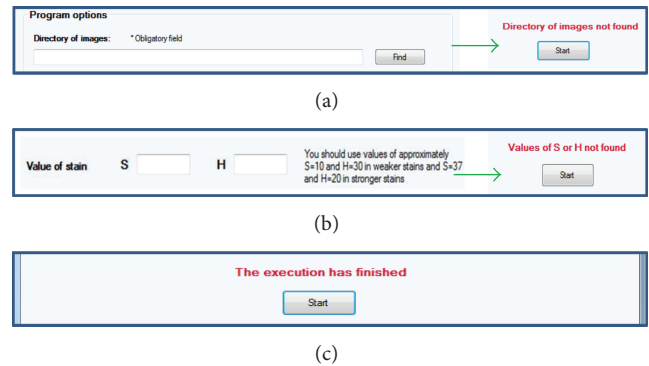 Program options
Directory of images: * Obligatory field
Find
Directory of images not found
Start
(a)
Value of stain S H
You should use values of approximately
S=10 and H=30 in weaker stains and S=37
and H=20 in stronger stains
Values of S or H not found
Start
(b)
The execution has finished
Start
(c)